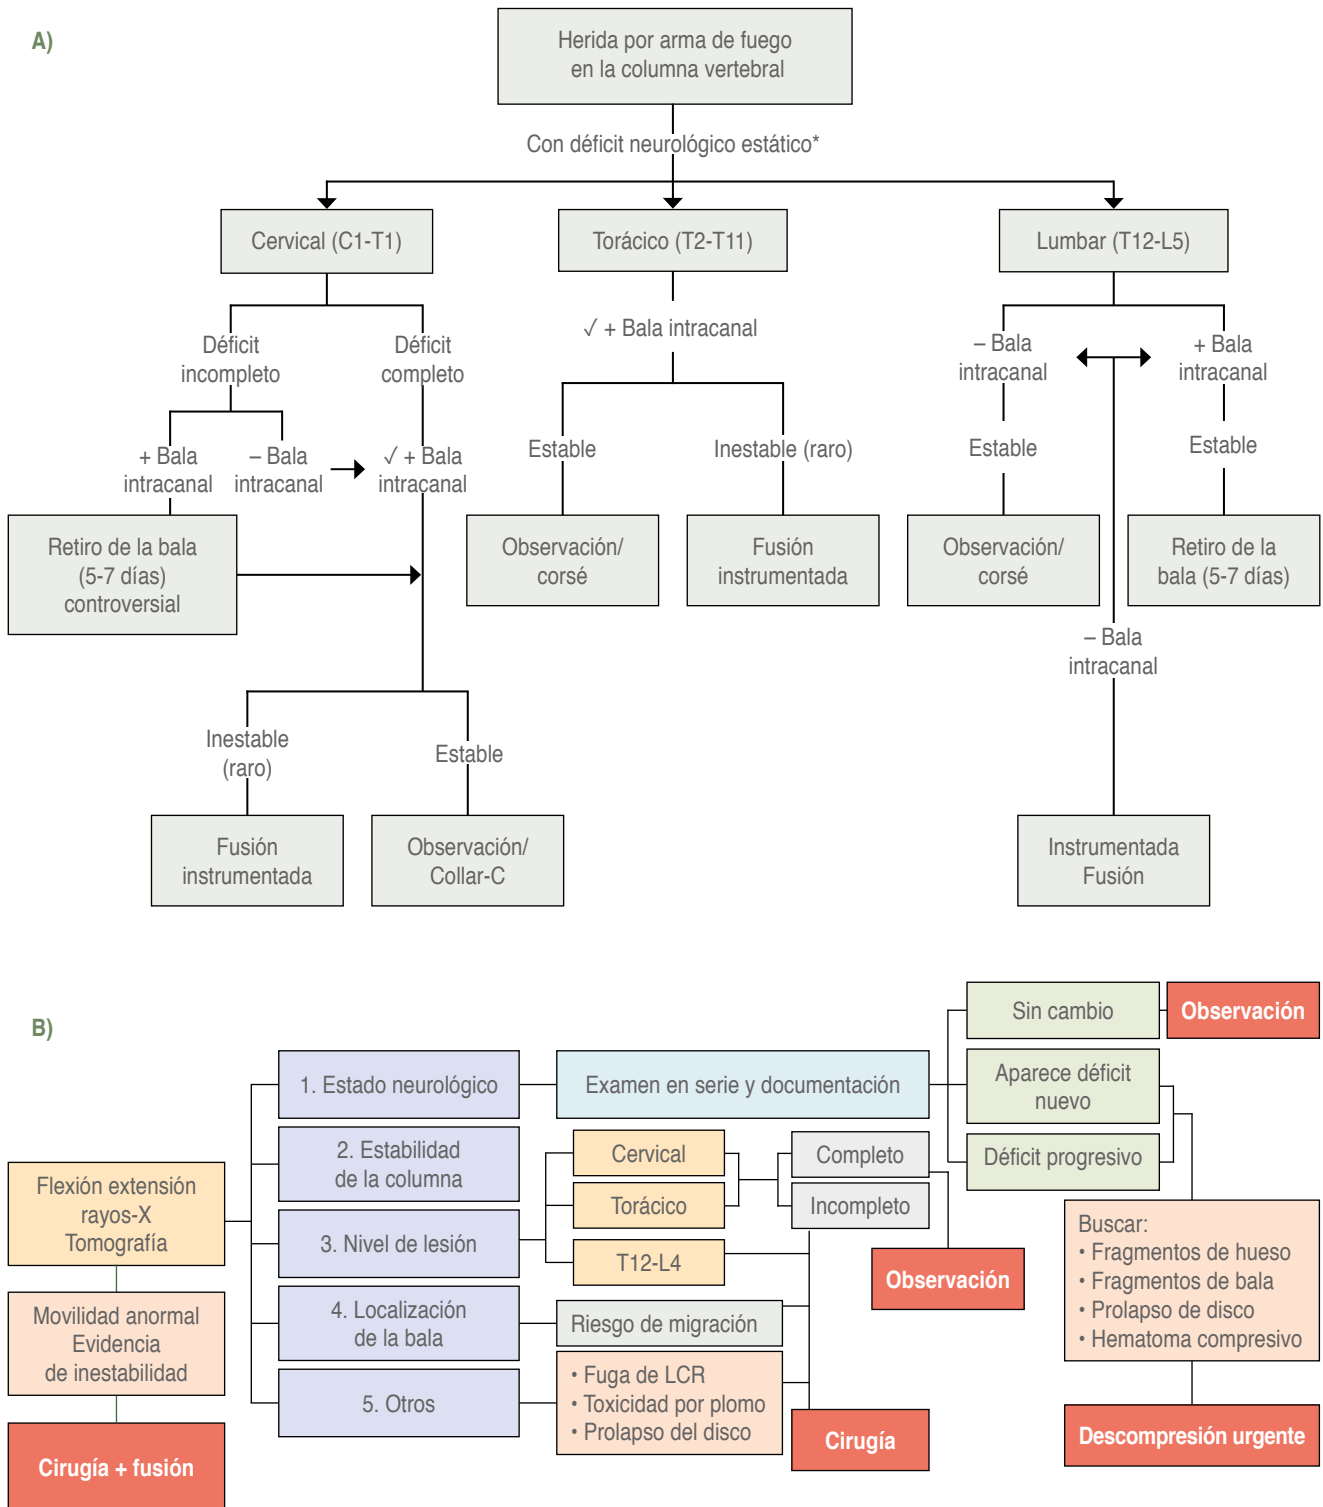 A)
Herida por arma de fuego
en la columna vertebral
Con déficit neurológico estático*
Cervical (C1-T1)
Torácico (T2-T11)
Lumbar (T12-L5)
Déficit
incompleto
Déficit
completo
√ + Bala intracanal
– Bala
intracanal
+ Bala
intracanal
+ Bala
intracanal
– Bala
intracanal
√ + Bala
intracanal
Estable
Inestable (raro)
Estable
Estable
Retiro de la bala
(5-7 días)
controversial
Observación/
corsé
Fusión
instrumentada
Observación/
corsé
Retiro de la
bala (5-7 días)
– Bala
intracanal
Inestable
(raro)
Estable
Fusión
instrumentada
Observación/
Collar-C
Instrumentada
Fusión
B)
Flexión extensión
rayos-X
Tomografía
Movilidad anormal
Evidencia
de inestabilidad
Cirugía + fusión
1. Estado neurológico
2. Estabilidad
de la columna
3. Nivel de lesión
4. Localización
de la bala
5. Otros
Examen en serie y documentación
Cervical
Torácico
T12-L4
Riesgo de migración
• Fuga de LCR
• Toxicidad por plomo
• Prolapso del disco
Completo
Incompleto
Observación
Cirugía
Sin cambio
Observación
Aparece déficit
nuevo
Déficit progresivo
Buscar:
• Fragmentos de hueso
• Fragmentos de bala
• Prolapso de disco
• Hematoma compresivo
Descompresión urgente